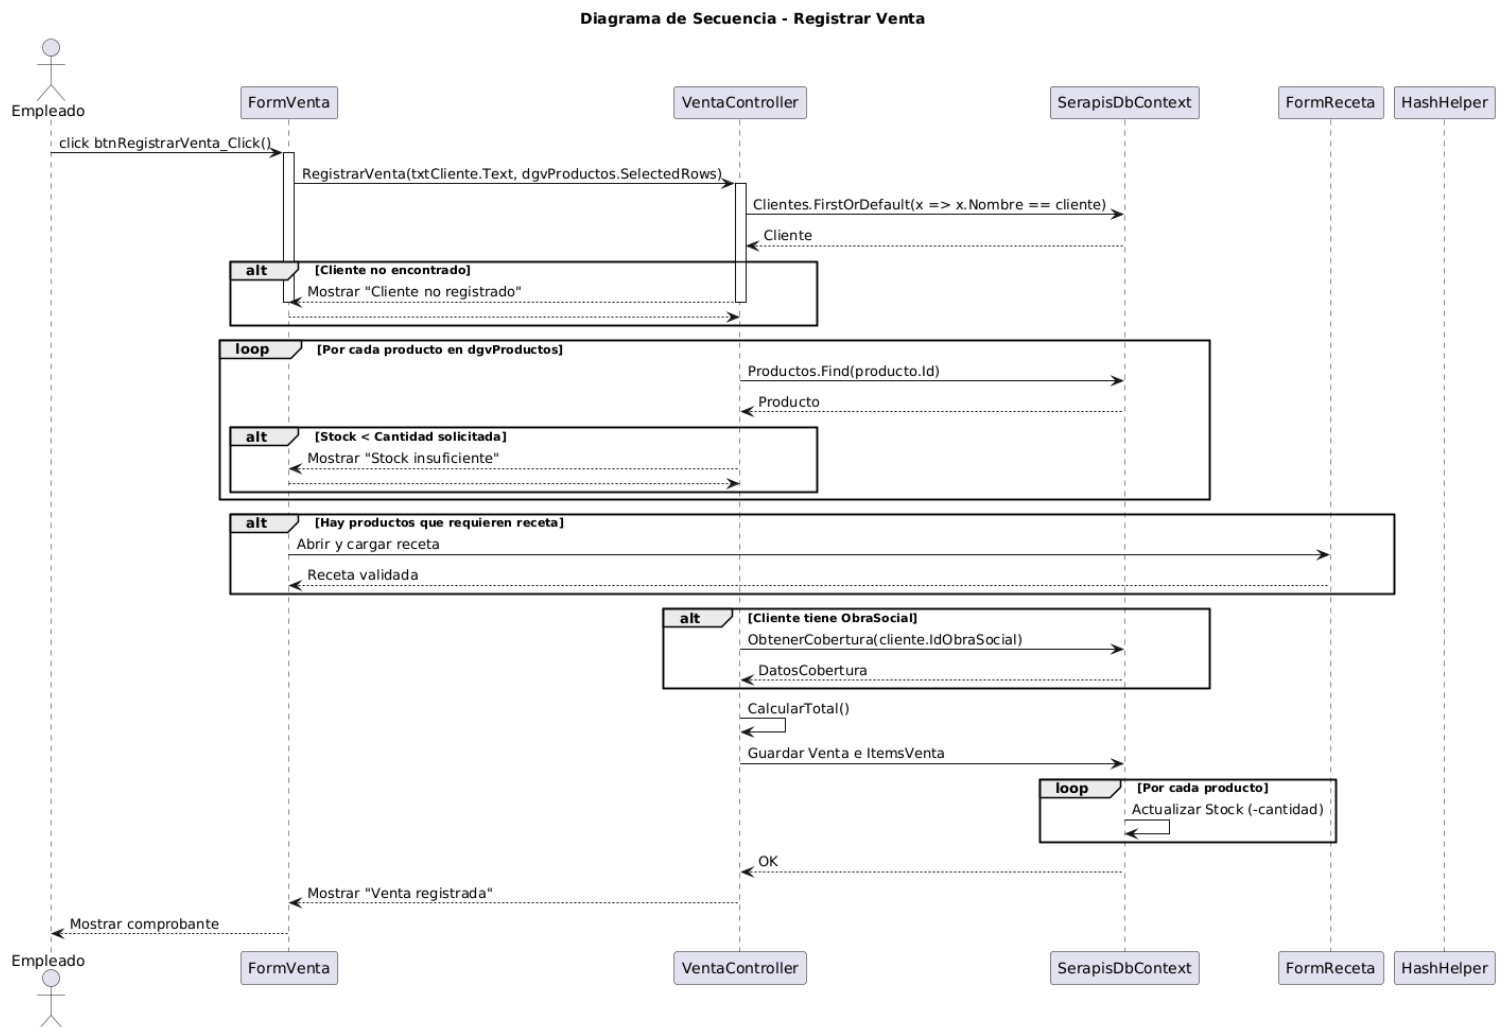 Diagrama de Secuencia - Registrar Venta
Empleado
FormVenta
VentaController
SerapisDbContext
FormReceta
HashHelper
click btnRegistrarVenta_Click()
RegistrarVenta(txtCliente.Text, dgvProductos.SelectedRows)
Clientes.FirstOrDefault(x => x.Nombre == cliente)
Cliente
alt [Cliente no encontrado]
Mostrar "Cliente no registrado"
loop [Por cada producto en dgvProductos]
Productos.Find(producto.Id)
Producto
alt [Stock < Cantidad solicitada]
Mostrar "Stock insuficiente"
alt [Hay productos que requieren receta]
Abrir y cargar receta
Receta validada
alt [Cliente tiene ObraSocial]
ObtenerCobertura(cliente.IdObraSocial)
DatosCobertura
CalcularTotal()
Guardar Venta e ItemsVenta
loop [Por cada producto]
Actualizar Stock (-cantidad)
OK
Mostrar "Venta registrada"
Mostrar comprobante
Empleado
FormVenta
VentaController
SerapisDbContext
FormReceta
HashHelper